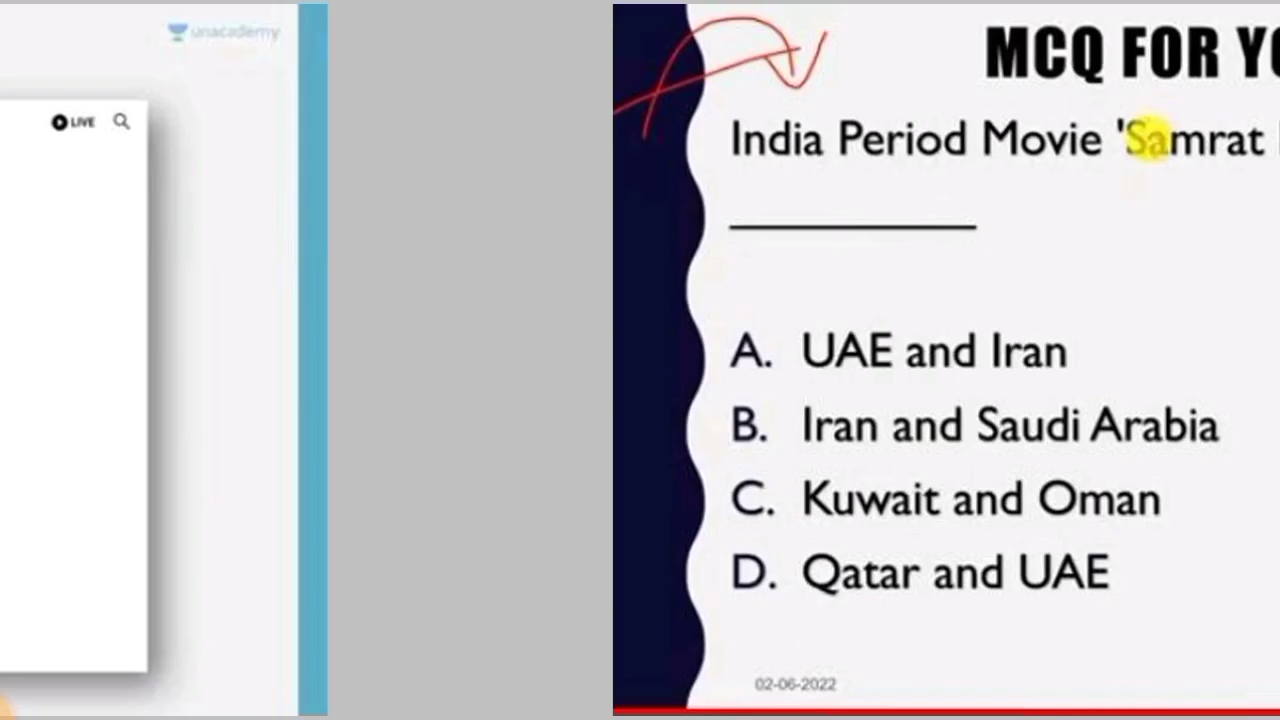 unacademy
LIVE
MCQ FOR
India Period Movie 'Samrat
A. UAE and Iran
B. Iran and Saudi Arabia
C. Kuwait and Oman
D. Qatar and UAE
02-06-2022